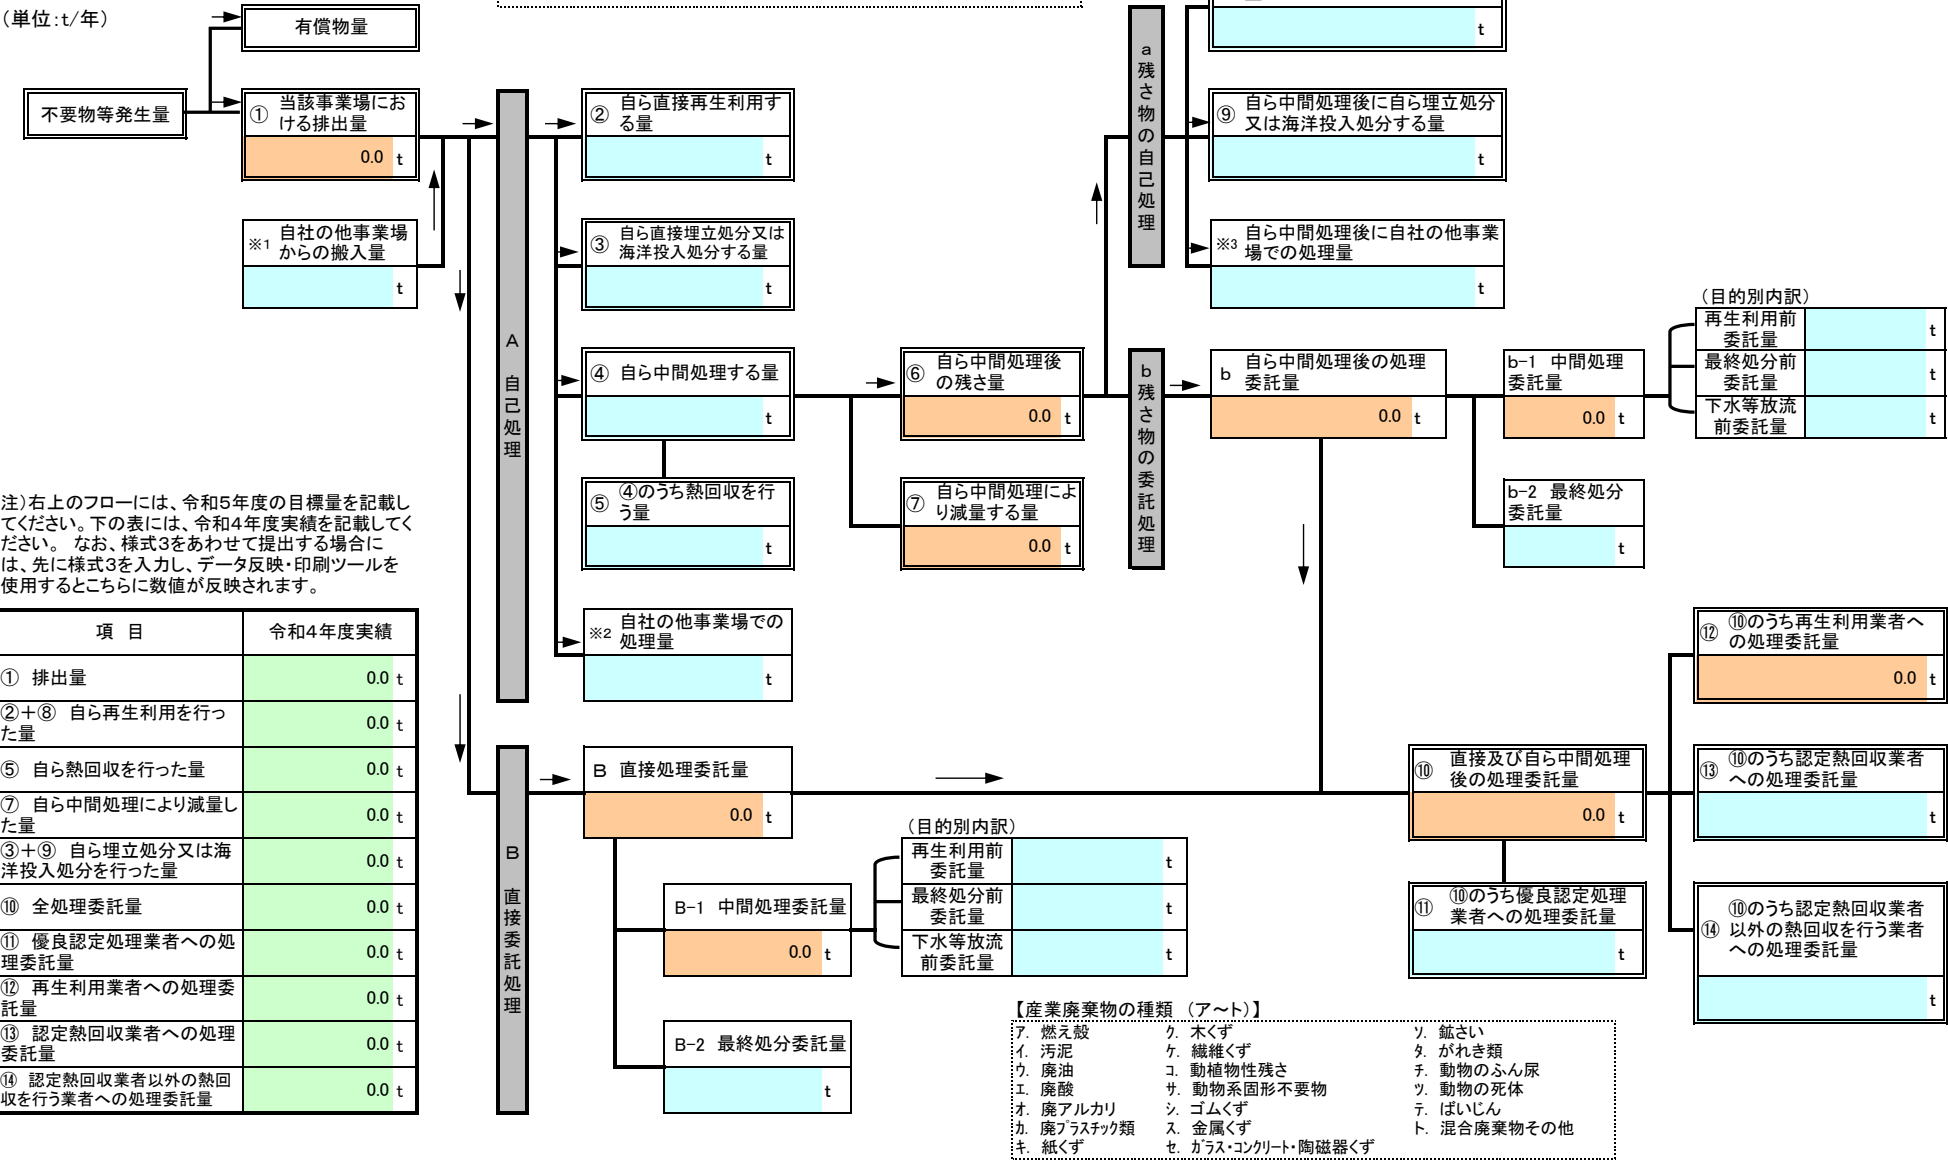 （単位：t/年）
有償物量
不要物等発生量
① 当該事業場にお
ける排出量
0.0 t
※1 自社の他事業場
からの搬入量
t
A 自己処理
② 自ら直接再生利用す
る量
t
③ 自ら直接埋立処分又は
海洋投入処分する量
t
④ 自ら中間処理する量
t
⑤ ④のうち熱回収を行
う量
t
※2 自社の他事業場での
処理量
t
⑥ 自ら中間処理後
の残さ量
0.0 t
⑦ 自ら中間処理によ
り減量する量
0.0 t
a残さ物の自己処理
t
⑨ 自ら中間処理後に自ら埋立処分
又は海洋投入処分する量
t
※3 自ら中間処理後に自社の他事業
場での処理量
t
b残さ物の委託処理
b 自ら中間処理後の処理
委託量
0.0 t
b-1 中間処理
委託量
0.0 t
b-2 最終処分
委託量
t
（目的別内訳）
再生利用前
委託量
t
最終処分前
委託量
t
下水等放流
前委託量
t
注）右上のフローには、令和５年度の目標量を記載し
てください。下の表には、令和４年度実績を記載してく
ださい。 なお、様式３をあわせて提出する場合に
は、先に様式３を入力し、データ反映・印刷ツールを
使用するとこちらに数値が反映されます。
項 目 令和４年度実績
① 排出量 0.0 t
②＋⑧ 自ら再生利用を行っ
た量 0.0 t
⑤ 自ら熱回収を行った量 0.0 t
⑦ 自ら中間処理により減量し
た量 0.0 t
③＋⑨ 自ら埋立処分又は海
洋投入処分を行った量 0.0 t
⑩ 全処理委託量 0.0 t
⑪ 優良認定処理業者への処
理委託量 0.0 t
⑫ 再生利用業者への処理委
託量 0.0 t
⑬ 認定熱回収業者への処理
委託量 0.0 t
⑭ 認定熱回収業者以外の熱回
収を行う業者への処理委託量 0.0 t
B 直接委託処理
B 直接処理委託量
0.0 t
B-1 中間処理委託量
0.0 t
B-2 最終処分委託量
t
（目的別内訳）
再生利用前
委託量
t
最終処分前
委託量
t
下水等放流
前委託量
t
⑩ 直接及び自ら中間処理
後の処理委託量
0.0 t
⑪ ⑩のうち優良認定処理
業者への処理委託量
t
⑫ ⑩のうち再生利用業者へ
の処理委託量
0.0 t
⑬ ⑩のうち認定熱回収業者
への処理委託量
t
⑭ ⑩のうち認定熱回収業者
以外の熱回収を行う業者
への処理委託量
t
【産業廃棄物の種類 （ア～ト）】
ｱ. 燃え殻 ｸ. 木くず ｿ. 鉱さい
ｲ. 汚泥 ｹ. 繊維くず ﾀ. がれき類
ｳ. 廃油 ｺ. 動植物性残さ ﾁ. 動物のふん尿
ｴ. 廃酸 ｻ. 動物系固形不要物 ﾂ. 動物の死体
ｵ. 廃アルカリ ｼ. ゴムくず ﾃ. ばいじん
ｶ. 廃ﾌﾟﾗｽﾁｯｸ類 ｽ. 金属くず ﾄ. 混合廃棄物その他
ｷ. 紙くず ｾ. ｶﾞﾗｽ・ｺﾝｸﾘｰﾄ・陶磁器くず